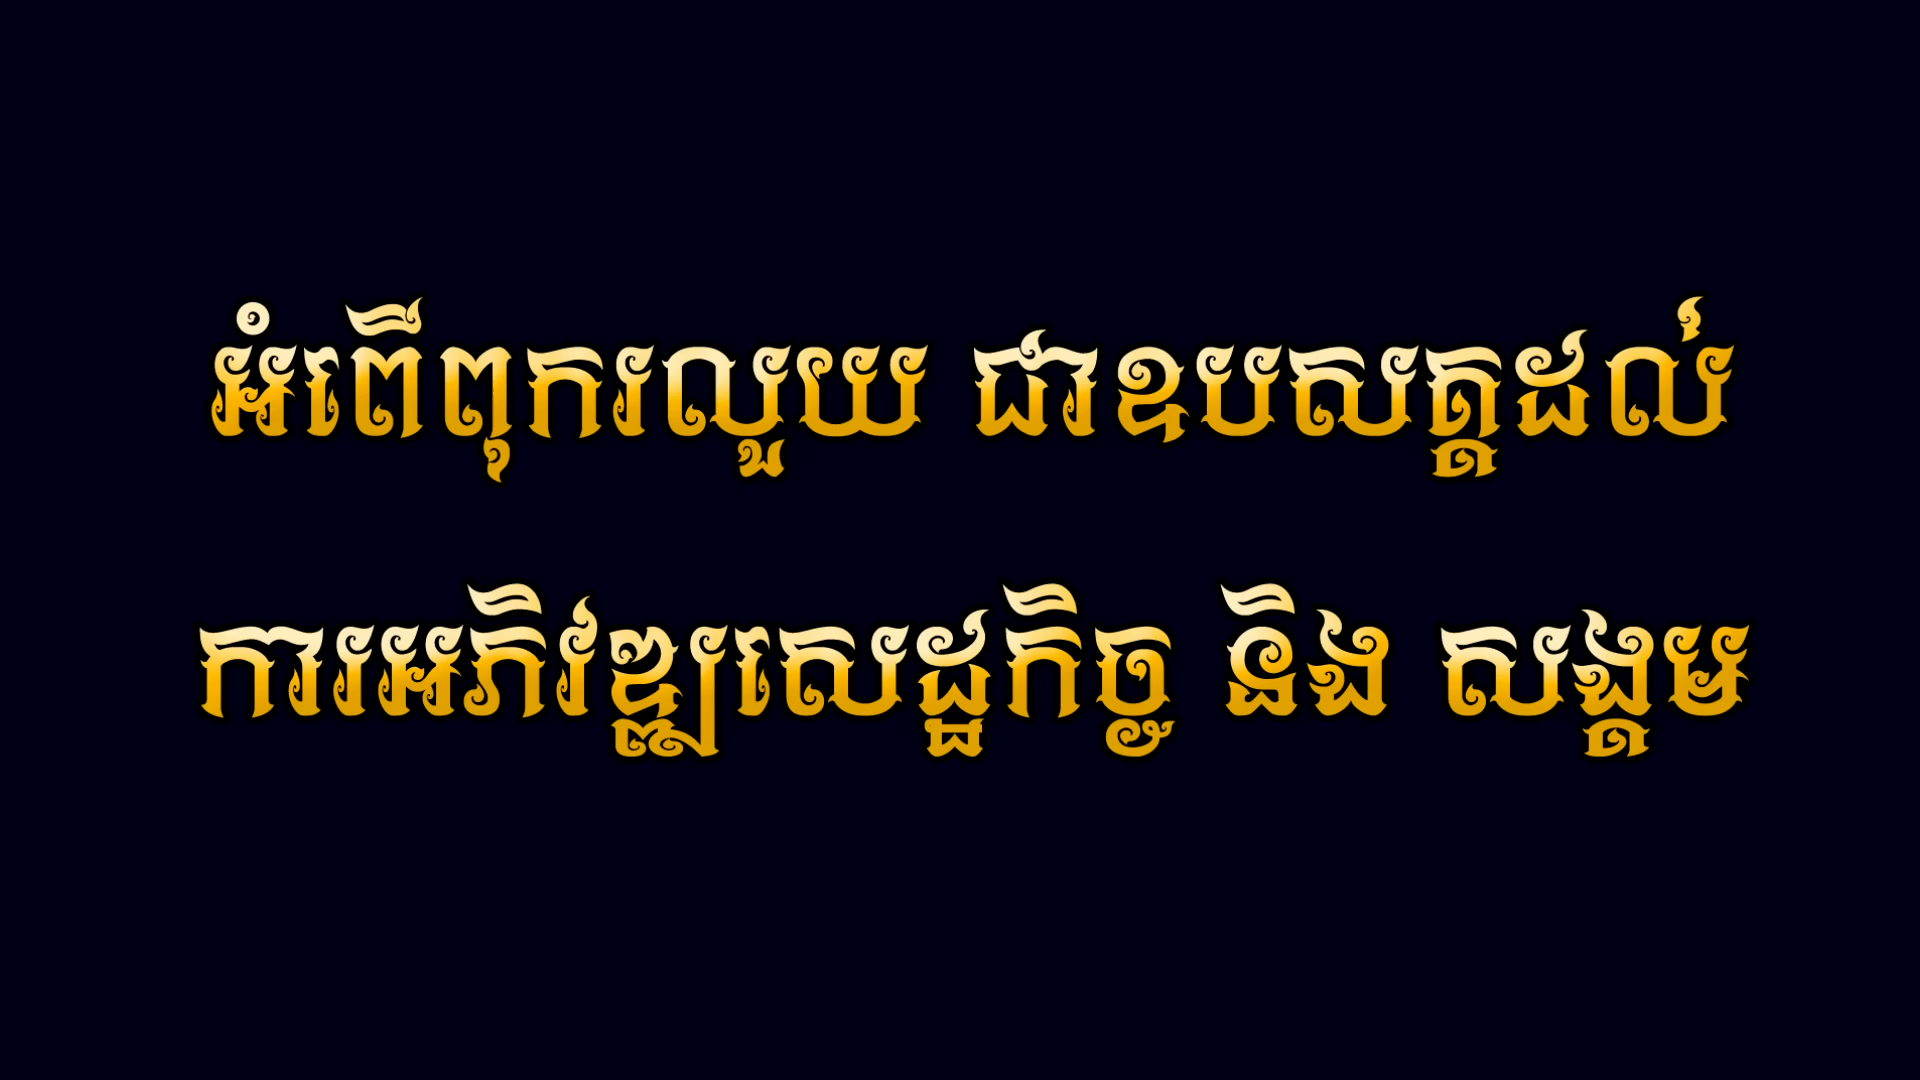 អំពើពុករលួយ ជាឧបសគ្គដល់
ការអភិវឌ្ឍសេដ្ឋកិច្ច និង សង្គម